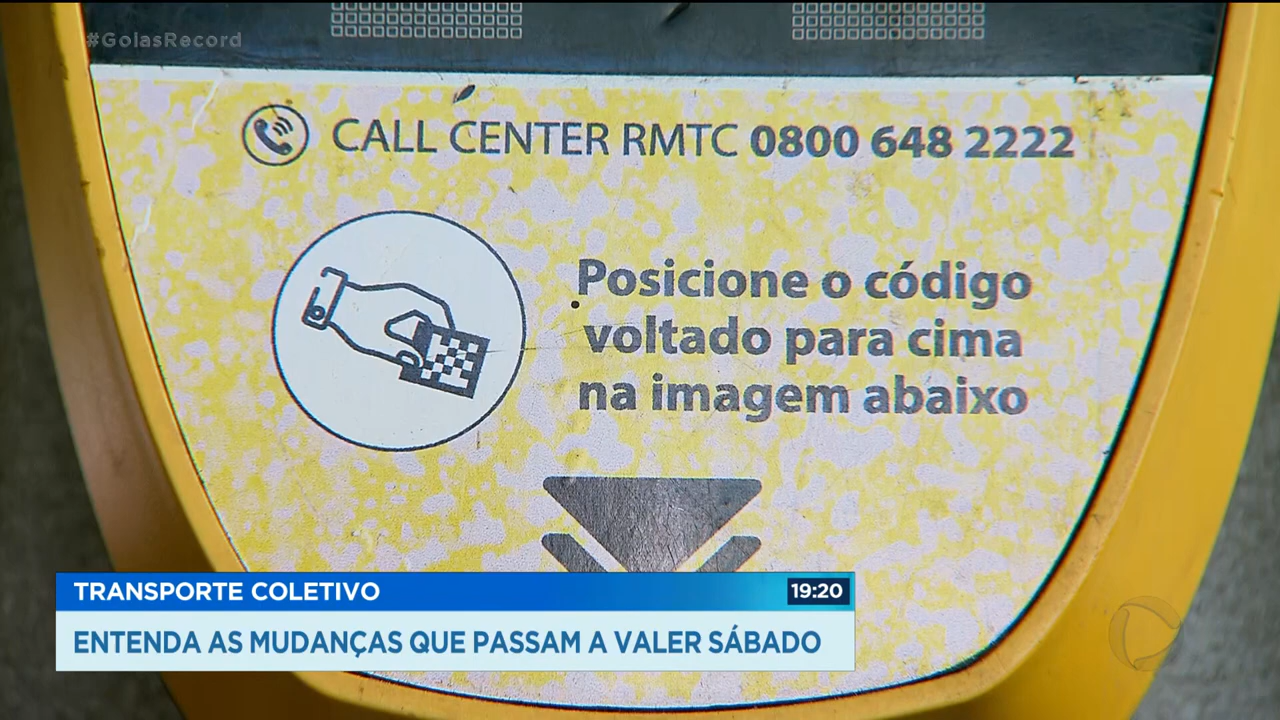 #GoiasRecord
CALL CENTER RMTC 0800 648 2222
Posicione o código
voltado para cima
na imagem abaixo
TRANSPORTE COLETIVO
19:20
ENTENDA AS MUDANÇAS QUE PASSAM A VALER SÁBADO